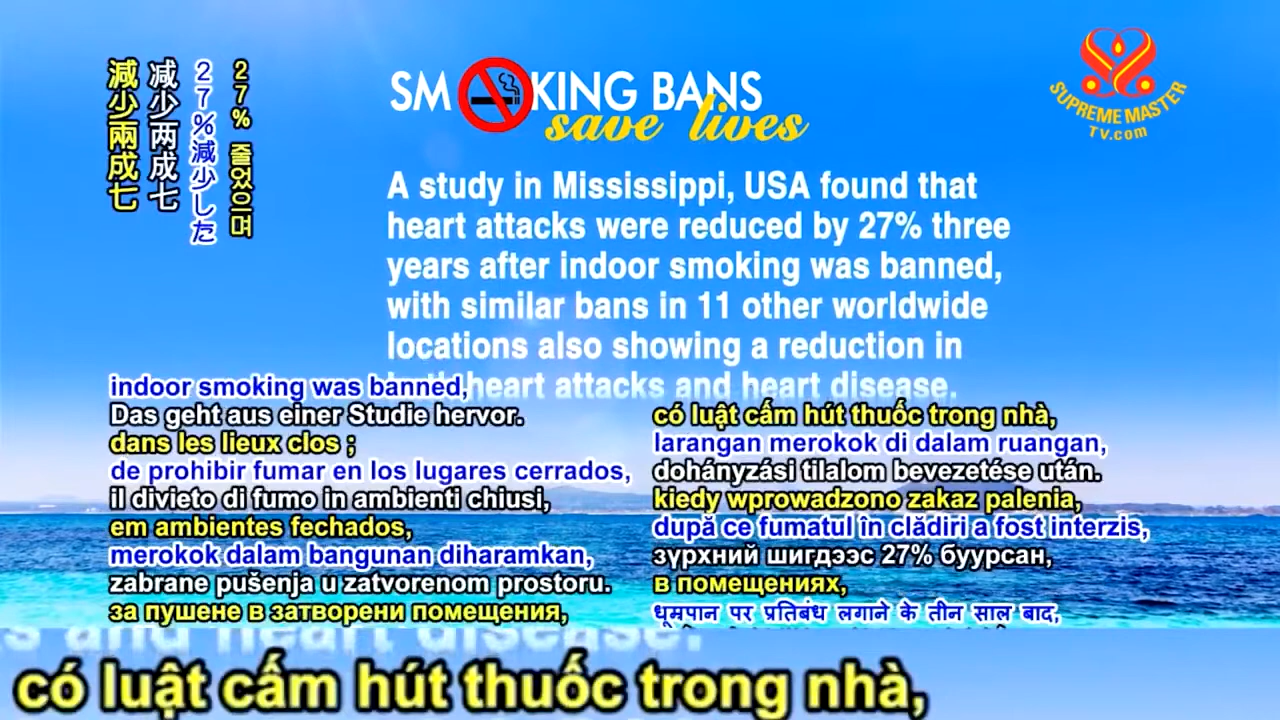 減少兩成七
减少两成七
27%減少した
27% 줄었으며
SMOKING BANS
save lives
SUPREME MASTER
TV.com
A study in Mississippi, USA found that
heart attacks were reduced by 27% three
years after indoor smoking was banned,
with similar bans in 11 other worldwide
locations also showing a reduction in
heart attacks and heart disease.
indoor smoking was banned,
Das geht aus einer Studie hervor.
dans les lieux clos ;
de prohibir fumar en los lugares cerrados,
il divieto di fumo in ambienti chiusi,
em ambientes fechados,
merokok dalam bangunan diharamkan,
zabrane pušenja u zatvorenom prostoru.
за пушене в затворени помещения,
có luật cấm hút thuốc trong nhà,
larangan merokok di dalam ruangan,
dohányzási tilalom bevezetése után.
kiedy wprowadzono zakaz palenia,
după ce fumatul în clădiri a fost interzis,
зүрхний шигдээс 27% буурсан,
в помещениях,
धूम्रपान पर प्रतिबंध लगाने के तीन साल बाद,
and heart disease.
có luật cấm hút thuốc trong nhà,